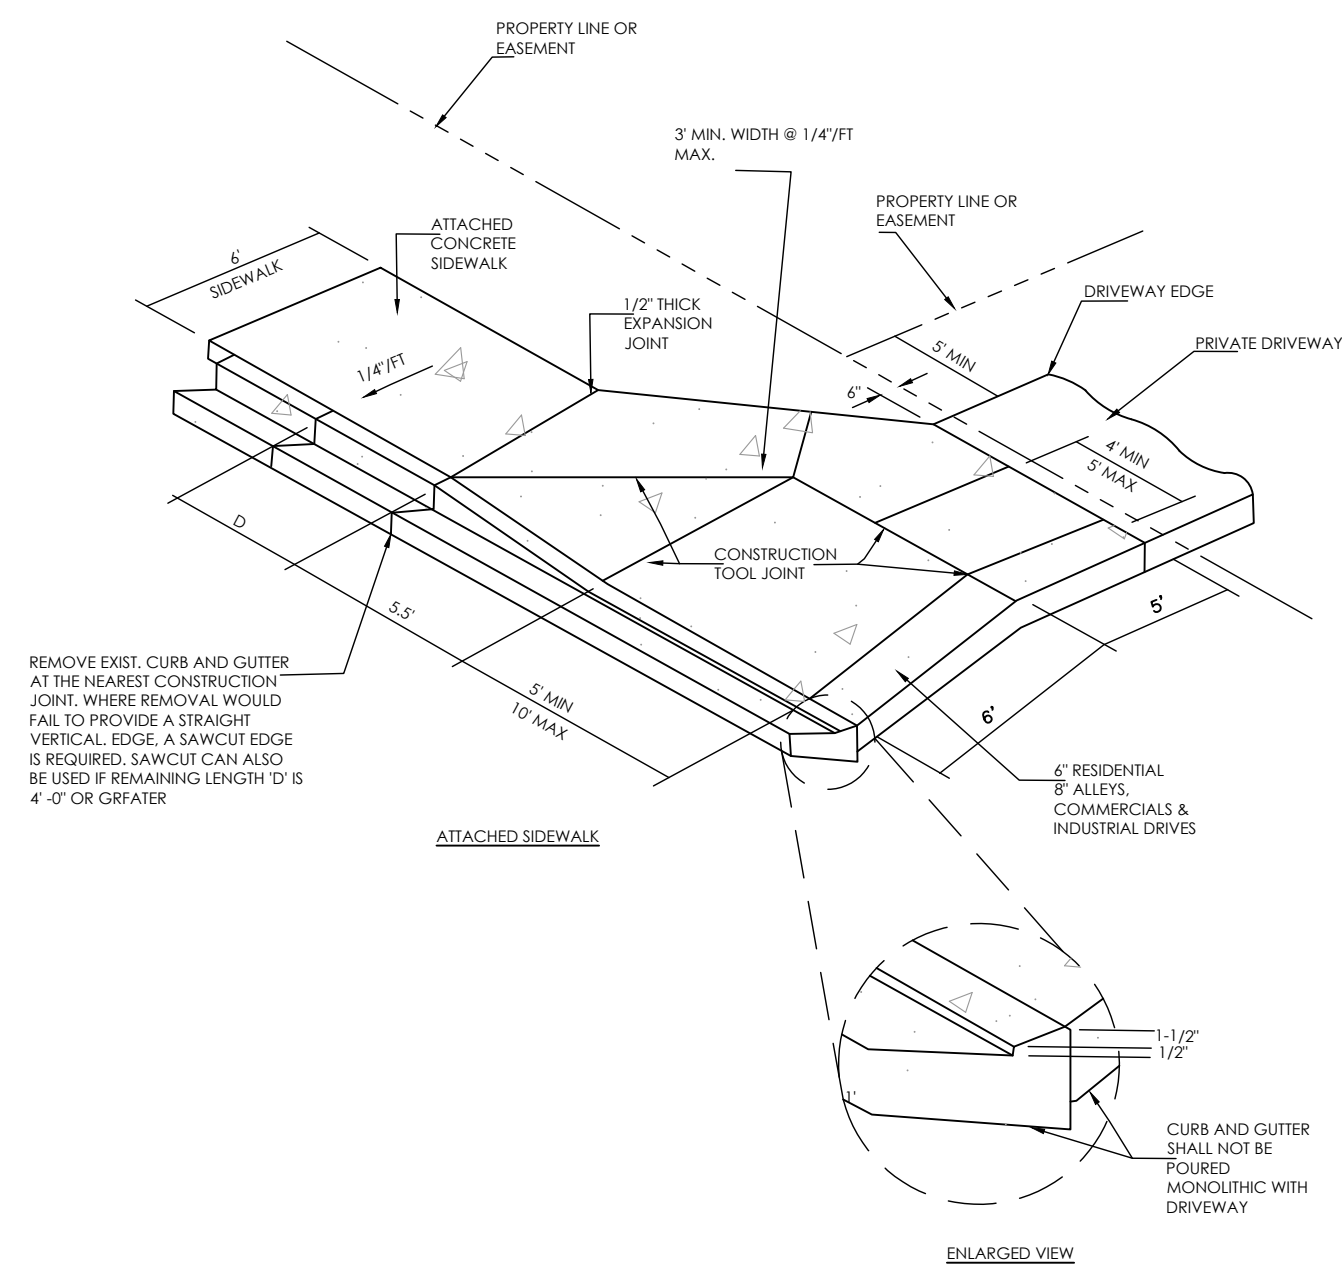 PROPERTY LINE OR
EASEMENT
3' MIN. WIDTH @ 1/4"/FT
MAX.
PROPERTY LINE OR
EASEMENT
ATTACHED
CONCRETE
SIDEWALK
6'
SIDEWALK
1/2" THICK
EXPANSION
JOINT
DRIVEWAY EDGE
PRIVATE DRIVEWAY
5' MIN
6"
1/4"/FT
4' MIN
5' MAX
D
CONSTRUCTION
TOOL JOINT
5.5'
5'
REMOVE EXIST. CURB AND GUTTER
AT THE NEAREST CONSTRUCTION
JOINT. WHERE REMOVAL WOULD
FAIL TO PROVIDE A STRAIGHT
VERTICAL. EDGE, A SAWCUT EDGE
IS REQUIRED. SAWCUT CAN ALSO
BE USED IF REMAINING LENGTH 'D' IS
4' -0" OR GRFATER
5' MIN
10' MAX
6'
6" RESIDENTIAL
8" ALLEYS,
COMMERCIALS &
INDUSTRIAL DRIVES
ATTACHED SIDEWALK
1-1/2"
1/2"
1'
CURB AND GUTTER
SHALL NOT BE
POURED
MONOLITHIC WITH
DRIVEWAY
ENLARGED VIEW